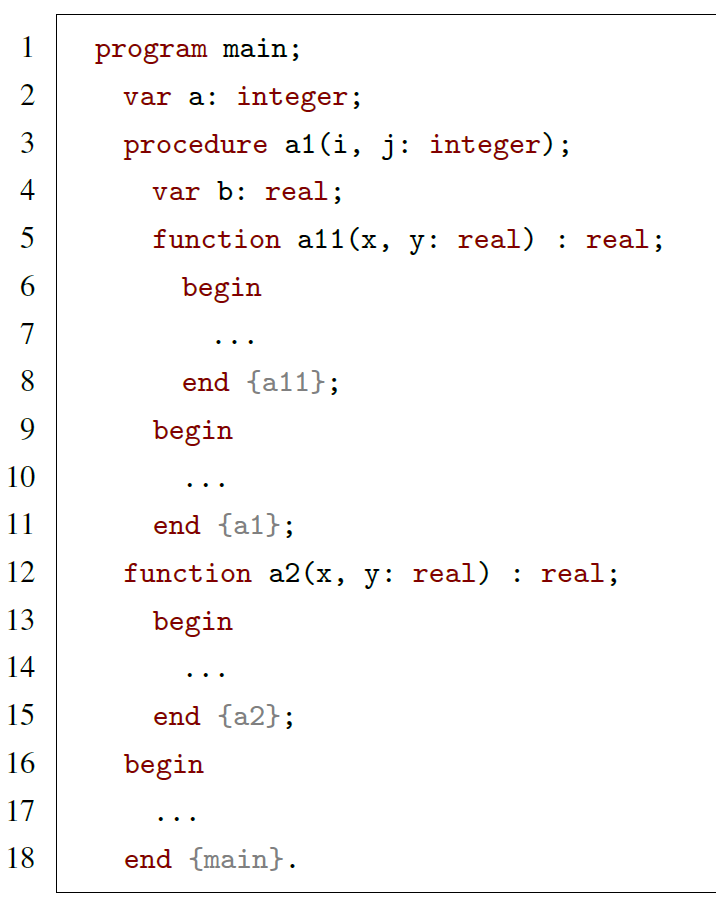 1 program main;
2 var a: integer;
3 procedure a1(i, j: integer);
4 var b: real;
5 function a11(x, y: real) : real;
6 begin
7 ...
8 end {a11};
9 begin
10 ...
11 end {a1};
12 function a2(x, y: real) : real;
13 begin
14 ...
15 end {a2};
16 begin
17 ...
18 end {main}.